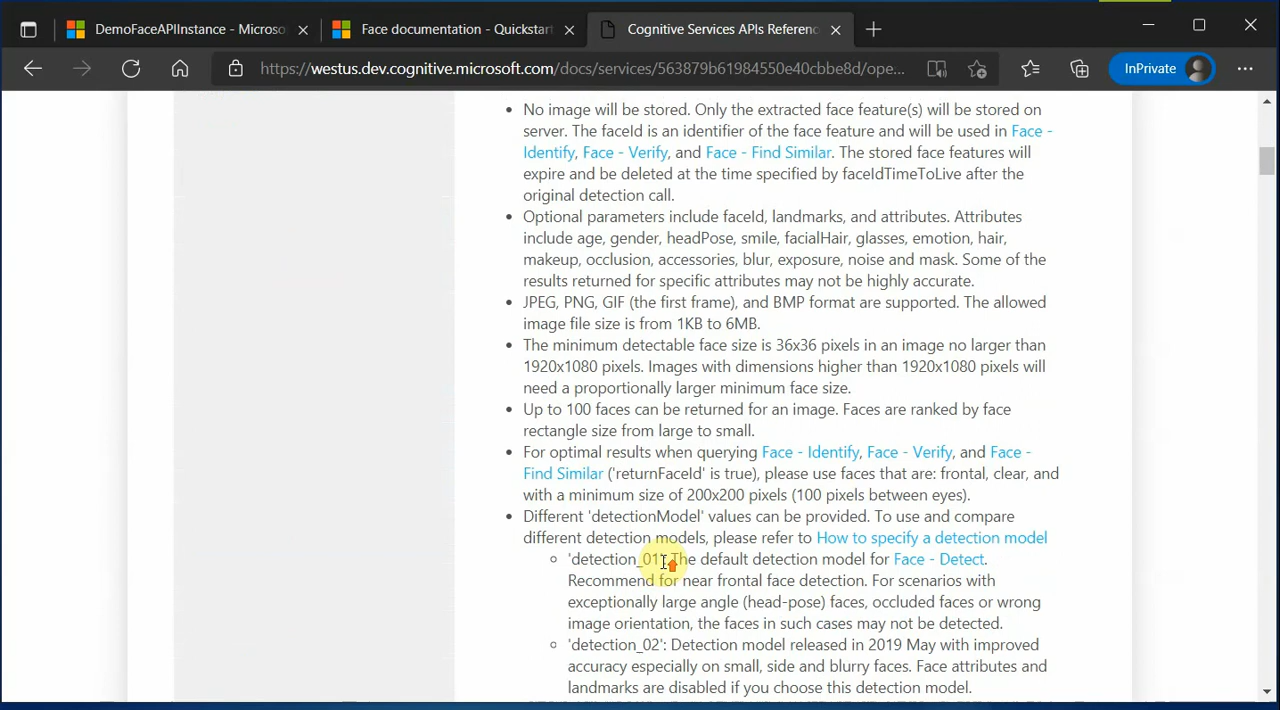 DemoFaceAPIInstance - Microso
Face documentation - Quickstart
Cognitive Services APIs Referenc
https://westus.dev.cognitive.microsoft.com/docs/services/563879b61984550e40cbbe8d/ope...
InPrivate
• No image will be stored. Only the extracted face feature(s) will be stored on
server. The faceId is an identifier of the face feature and will be used in Face -
Identify, Face - Verify, and Face - Find Similar. The stored face features will
expire and be deleted at the time specified by faceIdTimeToLive after the
original detection call.
• Optional parameters include faceId, landmarks, and attributes. Attributes
include age, gender, headPose, smile, facialHair, glasses, emotion, hair,
makeup, occlusion, accessories, blur, exposure, noise and mask. Some of the
results returned for specific attributes may not be highly accurate.
• JPEG, PNG, GIF (the first frame), and BMP format are supported. The allowed
image file size is from 1KB to 6MB.
• The minimum detectable face size is 36x36 pixels in an image no larger than
1920x1080 pixels. Images with dimensions higher than 1920x1080 pixels will
need a proportionally larger minimum face size.
• Up to 100 faces can be returned for an image. Faces are ranked by face
rectangle size from large to small.
• For optimal results when querying Face - Identify, Face - Verify, and Face -
Find Similar ('returnFaceId' is true), please use faces that are: frontal, clear, and
with a minimum size of 200x200 pixels (100 pixels between eyes).
• Different 'detectionModel' values can be provided. To use and compare
different detection models, please refer to How to specify a detection model
○ 'detection_01': The default detection model for Face - Detect.
Recommend for near frontal face detection. For scenarios with
exceptionally large angle (head-pose) faces, occluded faces or wrong
image orientation, the faces in such cases may not be detected.
○ 'detection_02': Detection model released in 2019 May with improved
accuracy especially on small, side and blurry faces. Face attributes and
landmarks are disabled if you choose this detection model.